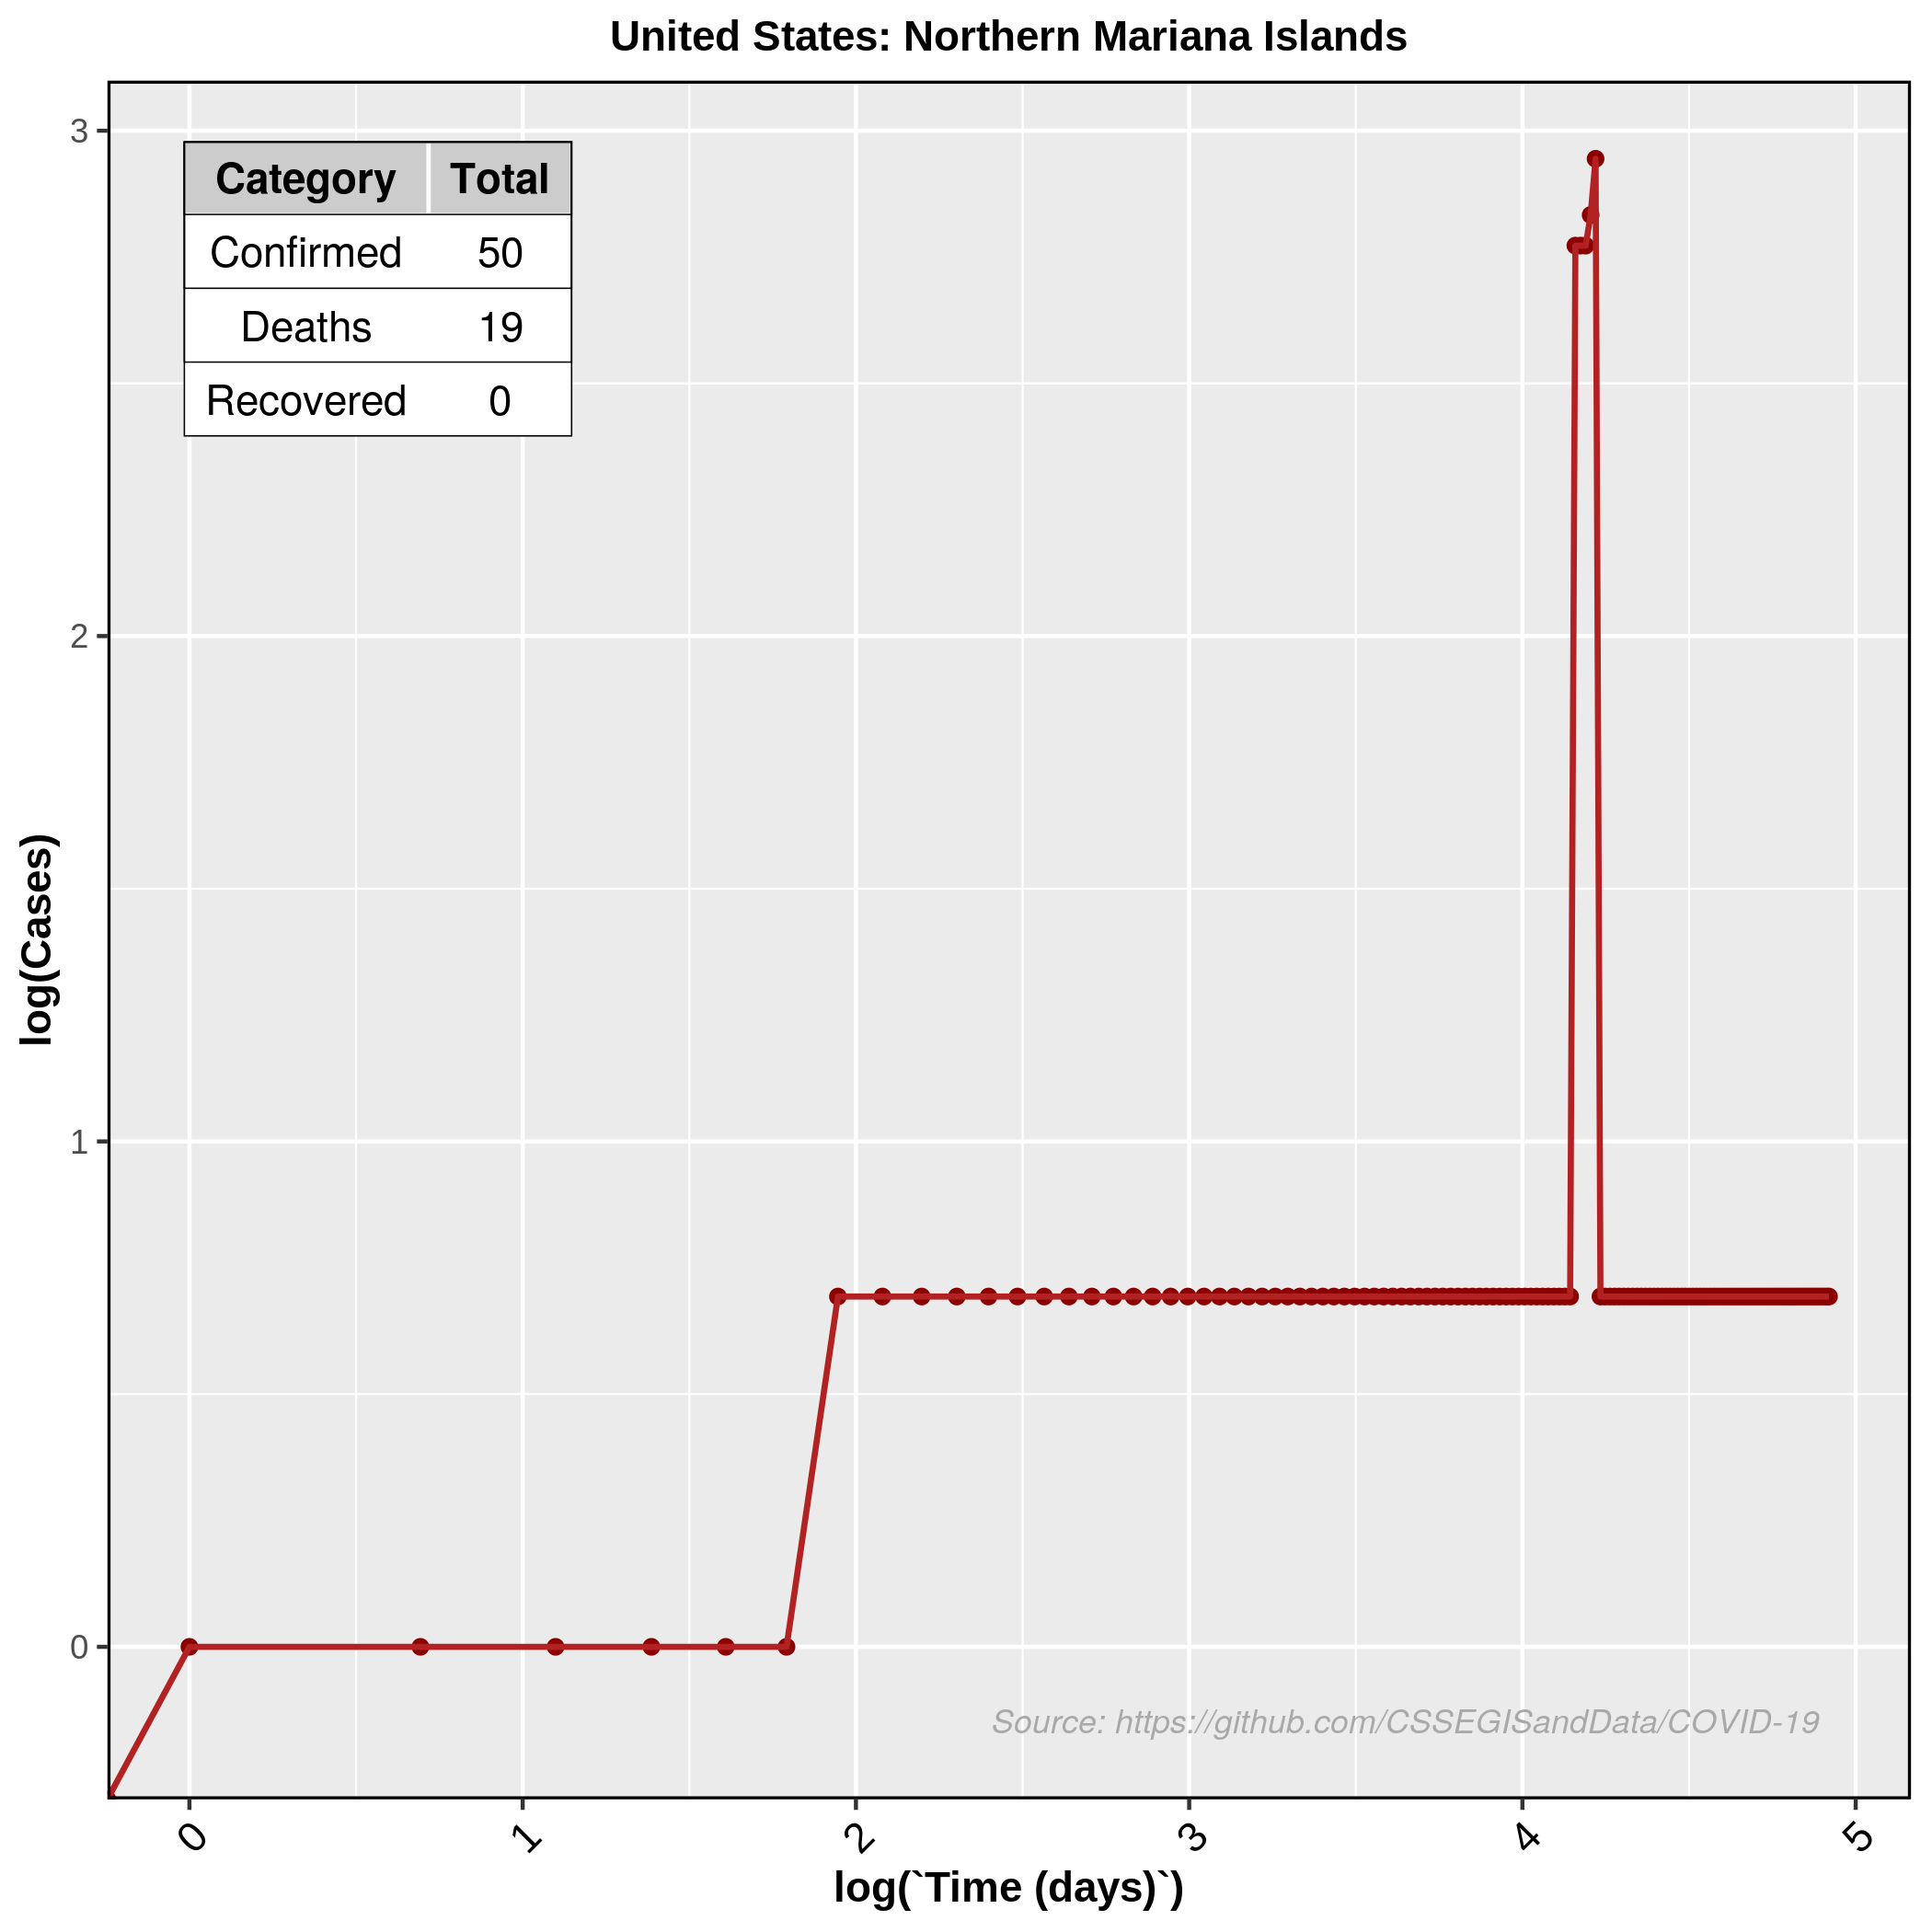 United States: Northern Mariana Islands
3
2
1
0
log(Cases)
Category Total
Confirmed 50
Deaths 19
Recovered 0
Source: https://github.com/CSSEGISandData/COVID-19
0 1 2 3 4 5
log(`Time (days)`)